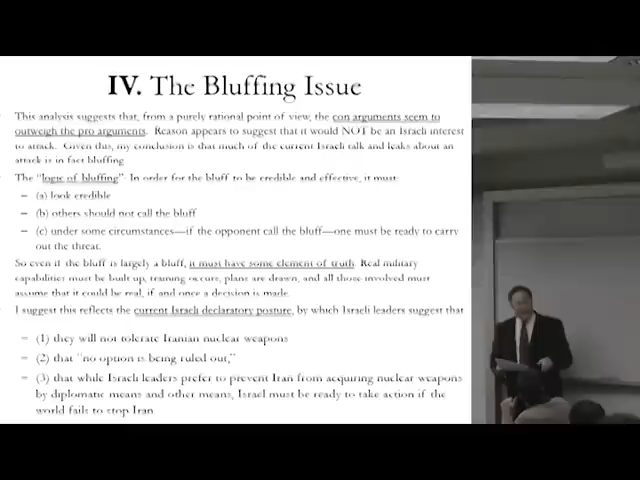 IV. The Bluffing Issue
This analysis suggests that, from a purely rational point of view, the con arguments seem to
outweigh the pro arguments. Reason appears to suggest that it would NOT be an Israeli interest
to attack. Given this, my conclusion is that much of the current Israeli talk and leaks about an
attack is in fact bluffing
The "logic of bluffing" In order for the bluff to be credible and effective, it must:
– (a) look credible
– (b) others should not call the bluff
– (c) under some circumstances—if the opponent call the bluff—one must be ready to carry
out the threat.
So even if the bluff is largely a bluff, it must have some element of truth. Real military
capabilities must be built up, training occurs, plans are drawn, and all those involved must
assume that it could be real, if and once a decision is made.
I suggest this reflects the current Israeli declaratory posture, by which Israeli leaders suggest that
– (1) they will not tolerate Iranian nuclear weapons
– (2) that "no option is being ruled out,"
– (3) that while Israeli leaders prefer to prevent Iran from acquiring nuclear weapons
by diplomatic means and other means, Israel must be ready to take action if the
world fails to stop Iran